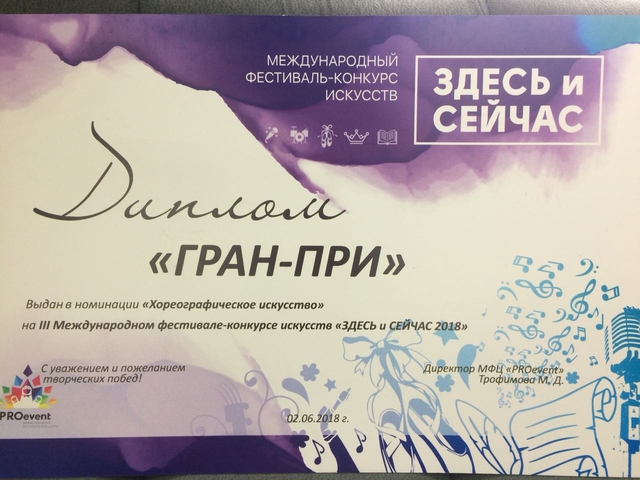 МЕЖДУНАРОДНЫЙ
ФЕСТИВАЛЬ-КОНКУРС
ИСКУССТВ
ЗДЕСЬ и
СЕЙЧАС
Диплом
«ГРАН-ПРИ»
Выдан в номинации «Хореографическое искусство»
на III Международном фестивале-конкурсе искусств «ЗДЕСЬ и СЕЙЧАС 2018»
С уважением и пожеланием
творческих побед!
Директор МФЦ «PROevent»
Трофимова М. Д.
PROevent
02.06.2018 г.